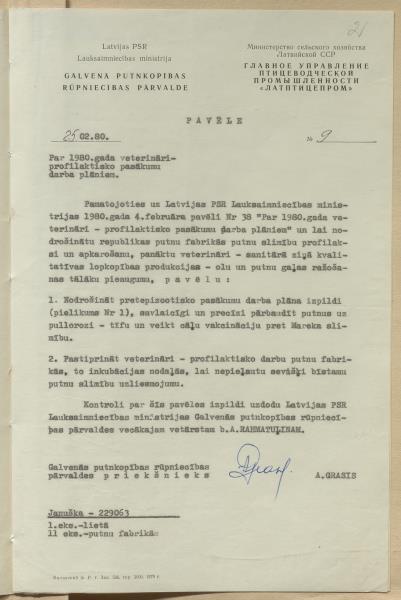 21
Latvijas PSR
Lauksaimniecības ministrija
GALVENĀ PUTNKOPĪBAS
RŪPNIECĪBAS PĀRVALDE
Министерство сельского хозяйства
Латвийской ССР
ГЛАВНОЕ УПРАВЛЕНИЕ
ПТИЦЕВОДЧЕСКОЙ
ПРОМЫШЛЕННОСТИ
«ЛАТПТИЦЕПРОМ»
PAVĒLE
25 02.80.
№ 9
Par 1980.gada veterināri-
profilaktisko pasākumu
darba plāniem.
Pamatojoties uz Latvijas PSR Lauksaimniecības minis-
trijas 1980.gada 4.februāra pavēli Nr 38 "Par 1980.gada ve-
terināri - profilaktisko pasākumu darba plāniem" un lai no-
drošinātu republikas putnu fabrikās putnu slimību profilak-
si un apkarošanu, panāktu veterināri - sanitārā ziņā kvali-
tatīvas lopkopības produkcijas - olu un putnu gaļas ražoša-
nas tālāku pieaugumu, p a v ē l u :
1. Nodrošināt pretepizootisko pasākumu darba plāna izpildi
(pielikums Nr 1), savlaicīgi un precīzi pārbaudīt putnus uz
pullorozi - tīfu un veikt cāļu vakcināciju pret Mareka sli-
mību.
2. Pastiprināt veterināri - profilaktisko darbu putnu fabri-
kās, to inkubācijas nodaļās, lai nepieļautu sevišķi bīstamu
putnu slimību uzliesmojumu.
Kontroli par šīs pavēles izpildi uzdodu Latvijas PSR
Lauksaimniecības ministrijas Galvenās putnkopības rūpniecī-
bas pārvaldes vecākajam vetārstam b.A.RAHMATUĻINAM.
Galvenās putnkopības rūpniecības
pārvaldes p r i e k š n i e k s
A.GRASIS
Januška - 229063
1.eks.-lietā
11 eks.-putnu fabrikām